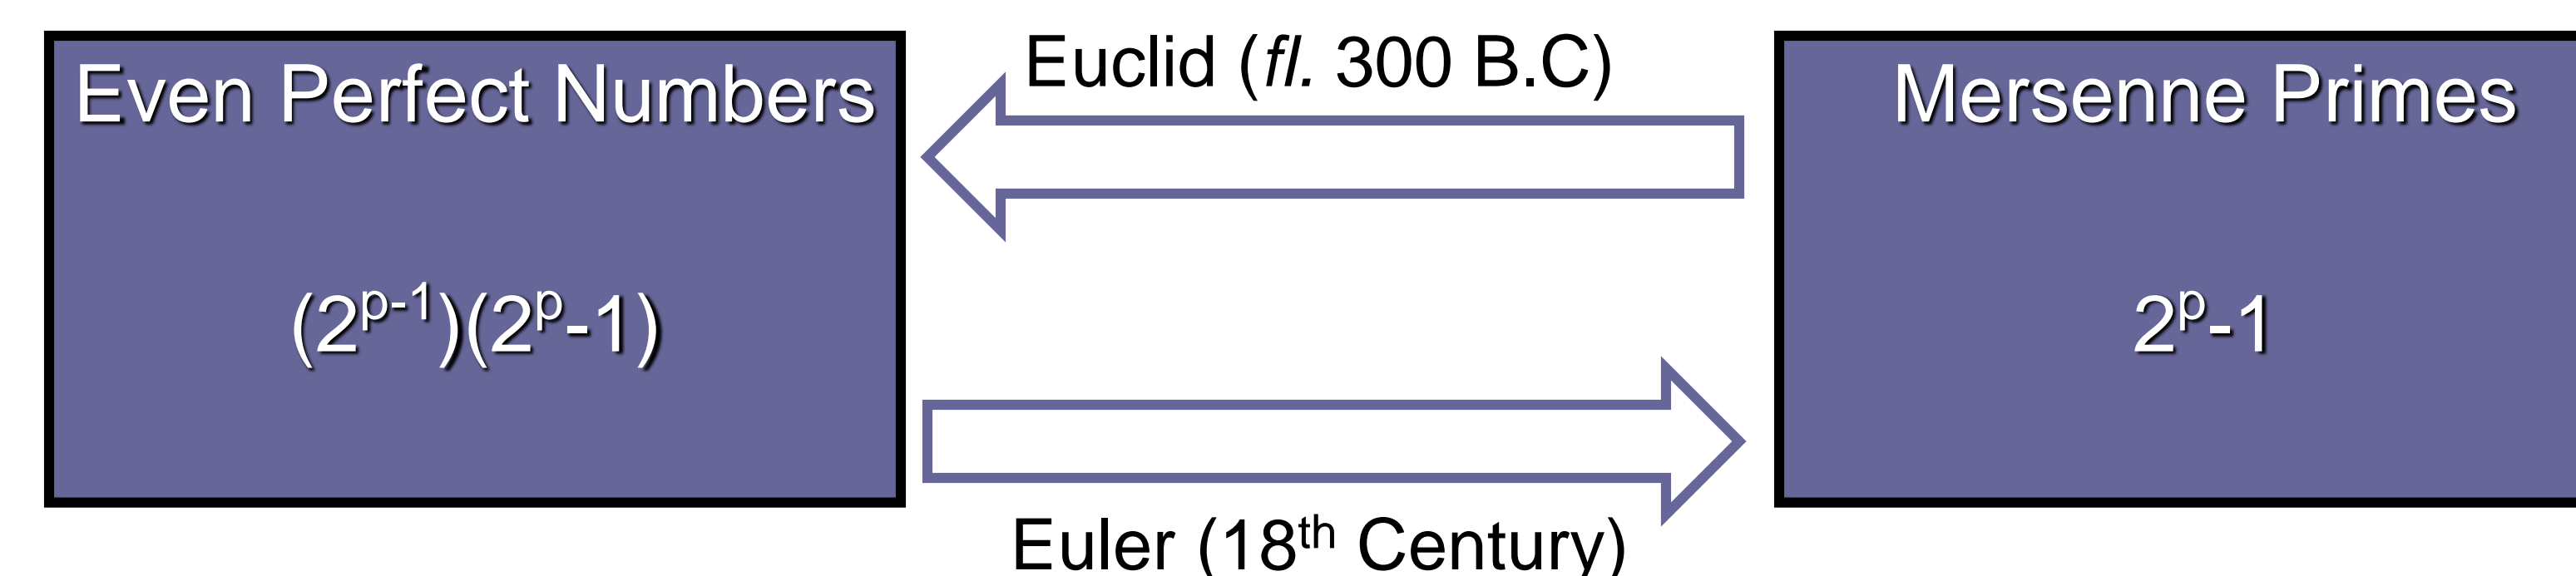 Even Perfect Numbers
(2ᵖ⁻¹)(2ᵖ-1)
Euclid (fl. 300 B.C)
Euler (18ᵗʰ Century)
Mersenne Primes
2ᵖ-1